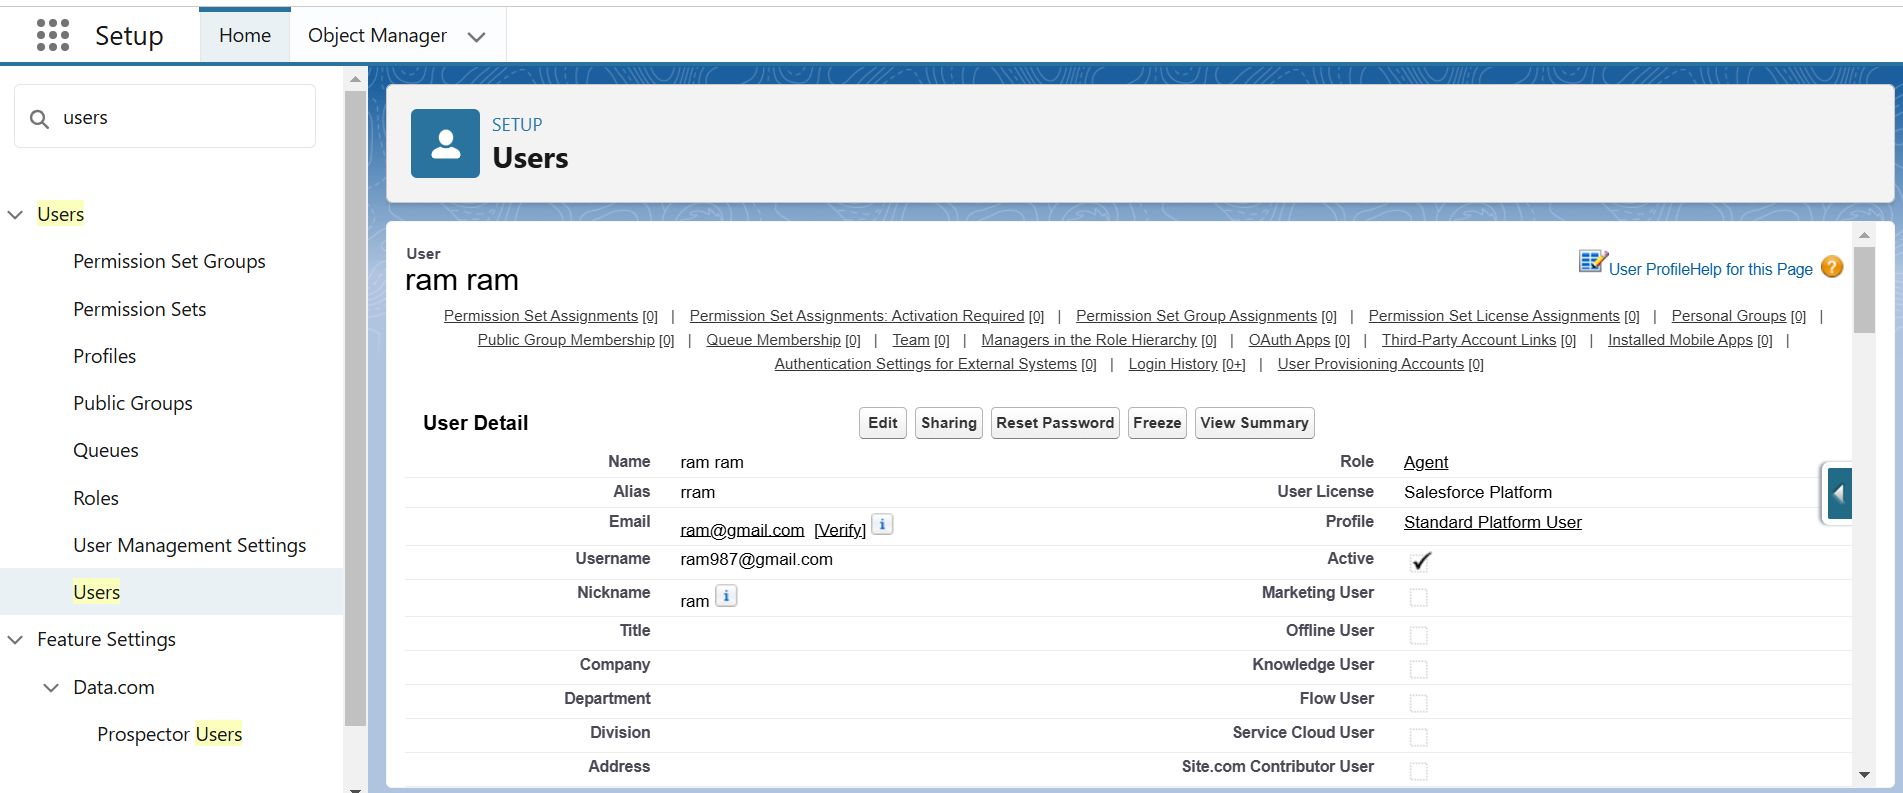 Setup Home Object Manager
users
Users
Permission Set Groups
Permission Sets
Profiles
Public Groups
Queues
Roles
User Management Settings
Users
Feature Settings
Data.com
Prospector Users
SETUP
Users
User
ram ram
User Profile Help for this Page ?
Permission Set Assignments [0] | Permission Set Assignments: Activation Required [0] | Permission Set Group Assignments [0] | Permission Set License Assignments [0] | Personal Groups [0] |
Public Group Membership [0] | Queue Membership [0] | Team [0] | Managers in the Role Hierarchy [0] | OAuth Apps [0] | Third-Party Account Links [0] | Installed Mobile Apps [0] |
Authentication Settings for External Systems [0] | Login History [0+] | User Provisioning Accounts [0]
User Detail Edit Sharing Reset Password Freeze View Summary
Name ram ram Role Agent
Alias rram User License Salesforce Platform
Email ram@gmail.com [Verify] i Profile Standard Platform User
Username ram987@gmail.com Active
Nickname ram i Marketing User
Title Offline User
Company Knowledge User
Department Flow User
Division Service Cloud User
Address Site.com Contributor User